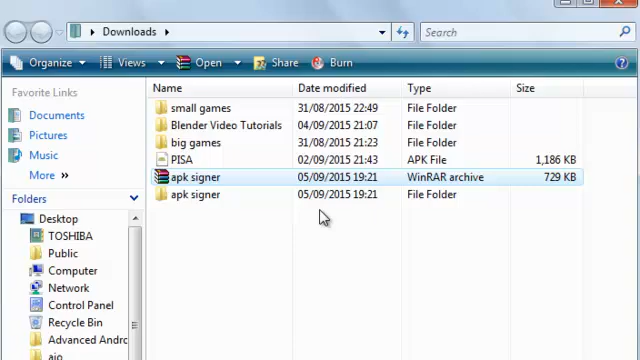 Downloads
Search
Organize Views Open Share Burn
Favorite Links
Documents
Pictures
Music
More »
Folders
Desktop
TOSHIBA
Public
Computer
Network
Control Panel
Recycle Bin
Advanced Andro
aio
Name Date modified Type Size
small games 31/08/2015 22:49 File Folder
Blender Video Tutorials 04/09/2015 21:07 File Folder
big games 31/08/2015 21:23 File Folder
PISA 02/09/2015 21:43 APK File 1,186 KB
apk signer 05/09/2015 19:21 WinRAR archive 729 KB
apk signer 05/09/2015 19:21 File Folder